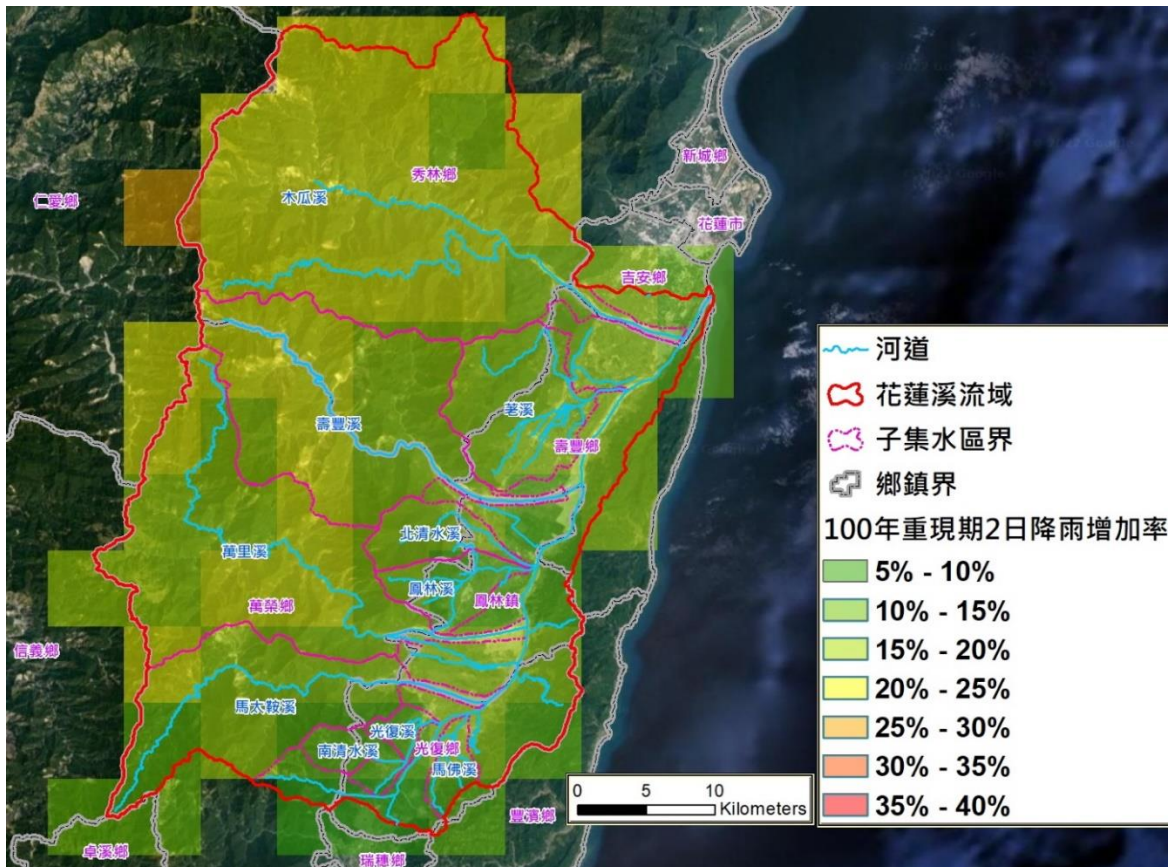 新城鄉
秀林鄉
仁愛鄉
木瓜溪
花蓮市
吉安鄉
荖溪
壽豐溪
壽豐鄉
北清水溪
萬里溪
鳳林溪
鳳林鎮
萬榮鄉
信義鄉
馬太鞍溪
光復溪
南清水溪
光復鄉
馬佛溪
豐濱鄉
卓溪鄉
瑞穗鄉
0 5 10
Kilometers
河道
花蓮溪流域
子集水區界
鄉鎮界
100年重現期2日降雨增加率
5% - 10%
10% - 15%
15% - 20%
20% - 25%
25% - 30%
30% - 35%
35% - 40%